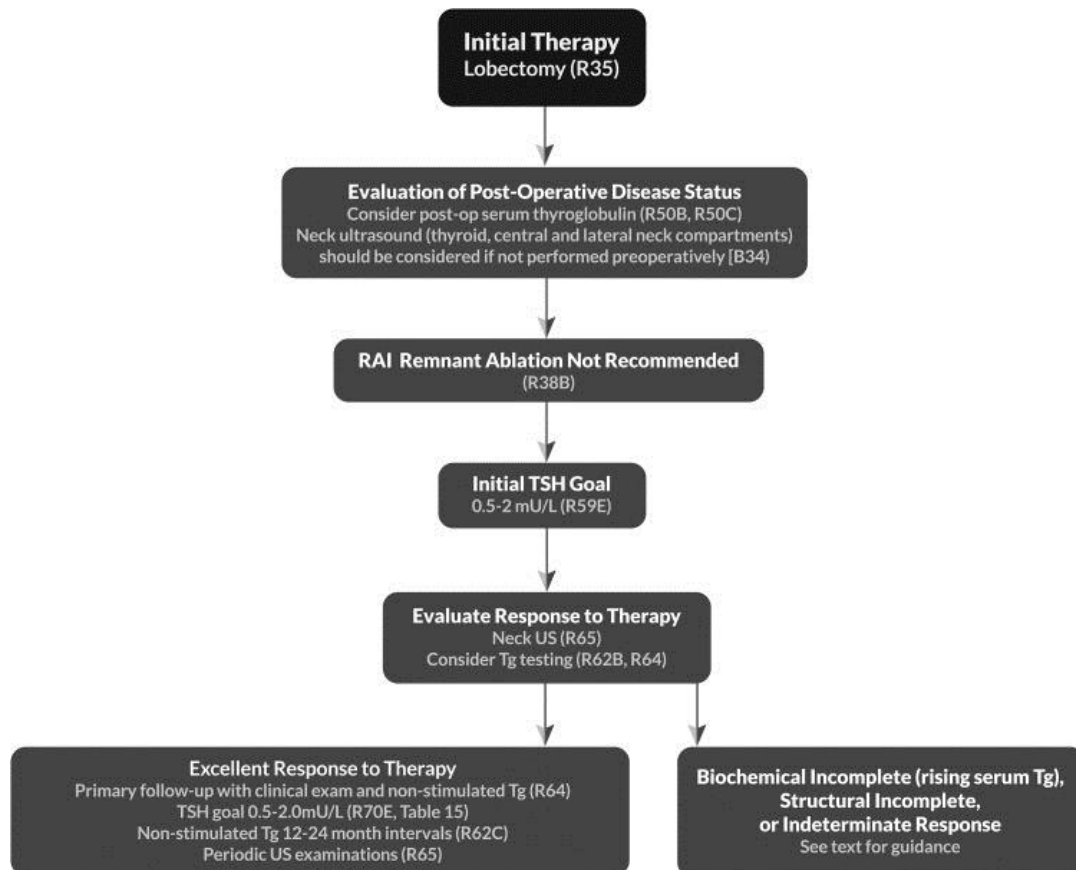 Initial Therapy
Lobectomy (R35)
Evaluation of Post-Operative Disease Status
Consider post-op serum thyroglobulin (R50B, R50C)
Neck ultrasound (thyroid, central and lateral neck compartments)
should be considered if not performed preoperatively [B34)
RAI Remnant Ablation Not Recommended
(R38B)
Initial TSH Goal
0.5-2 mU/L (R59E)
Evaluate Response to Therapy
Neck US (R65)
Consider Tg testing (R62B, R64)
Excellent Response to Therapy
Primary follow-up with clinical exam and non-stimulated Tg (R64)
TSH goal 0.5-2.0mU/L (R70E, Table 15)
Non-stimulated Tg 12-24 month intervals (R62C)
Periodic US examinations (R65)
Biochemical Incomplete (rising serum Tg),
Structural Incomplete,
or Indeterminate Response
See text for guidance